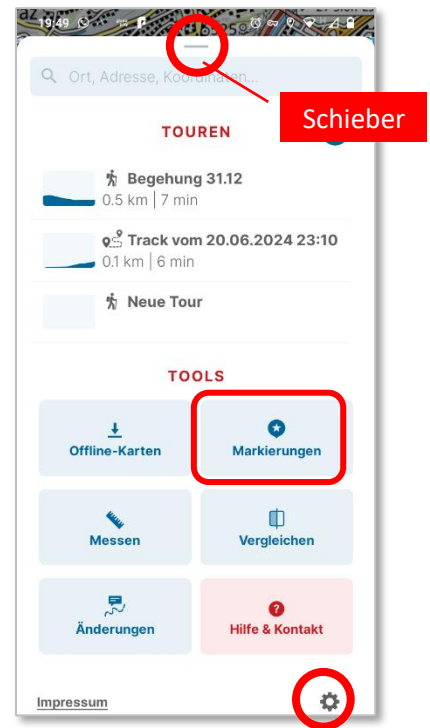 19:49
Ort, Adresse, Koordinaten...
Schieber
TOUREN
Begehung 31.12
0.5 km | 7 min
Track vom 20.06.2024 23:10
0.1 km | 6 min
Neue Tour
TOOLS
Offline-Karten
Markierungen
Messen
Vergleichen
Änderungen
Hilfe & Kontakt
Impressum